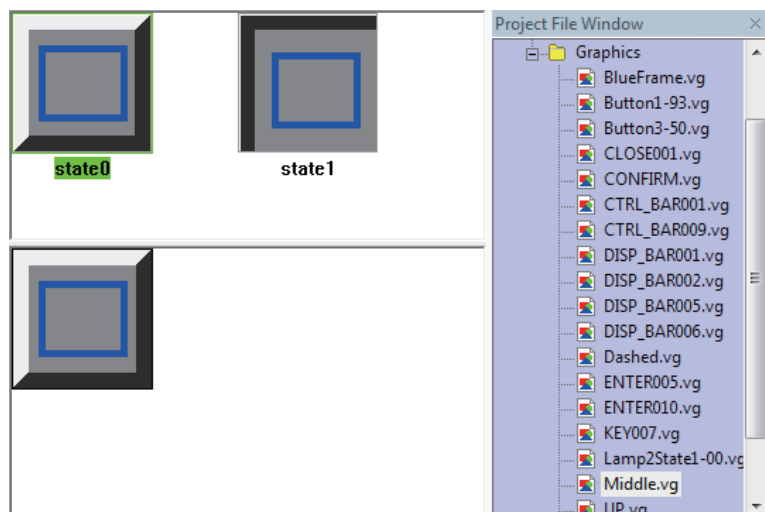 state0
state1
Project File Window
Graphics
BlueFrame.vg
Button1-93.vg
Button3-50.vg
CLOSE001.vg
CONFIRM.vg
CTRL_BAR001.vg
CTRL_BAR009.vg
DISP_BAR001.vg
DISP_BAR002.vg
DISP_BAR005.vg
DISP_BAR006.vg
Dashed.vg
ENTER005.vg
ENTER010.vg
KEY007.vg
Lamp2State1-00.vg
Middle.vg
UP.vg